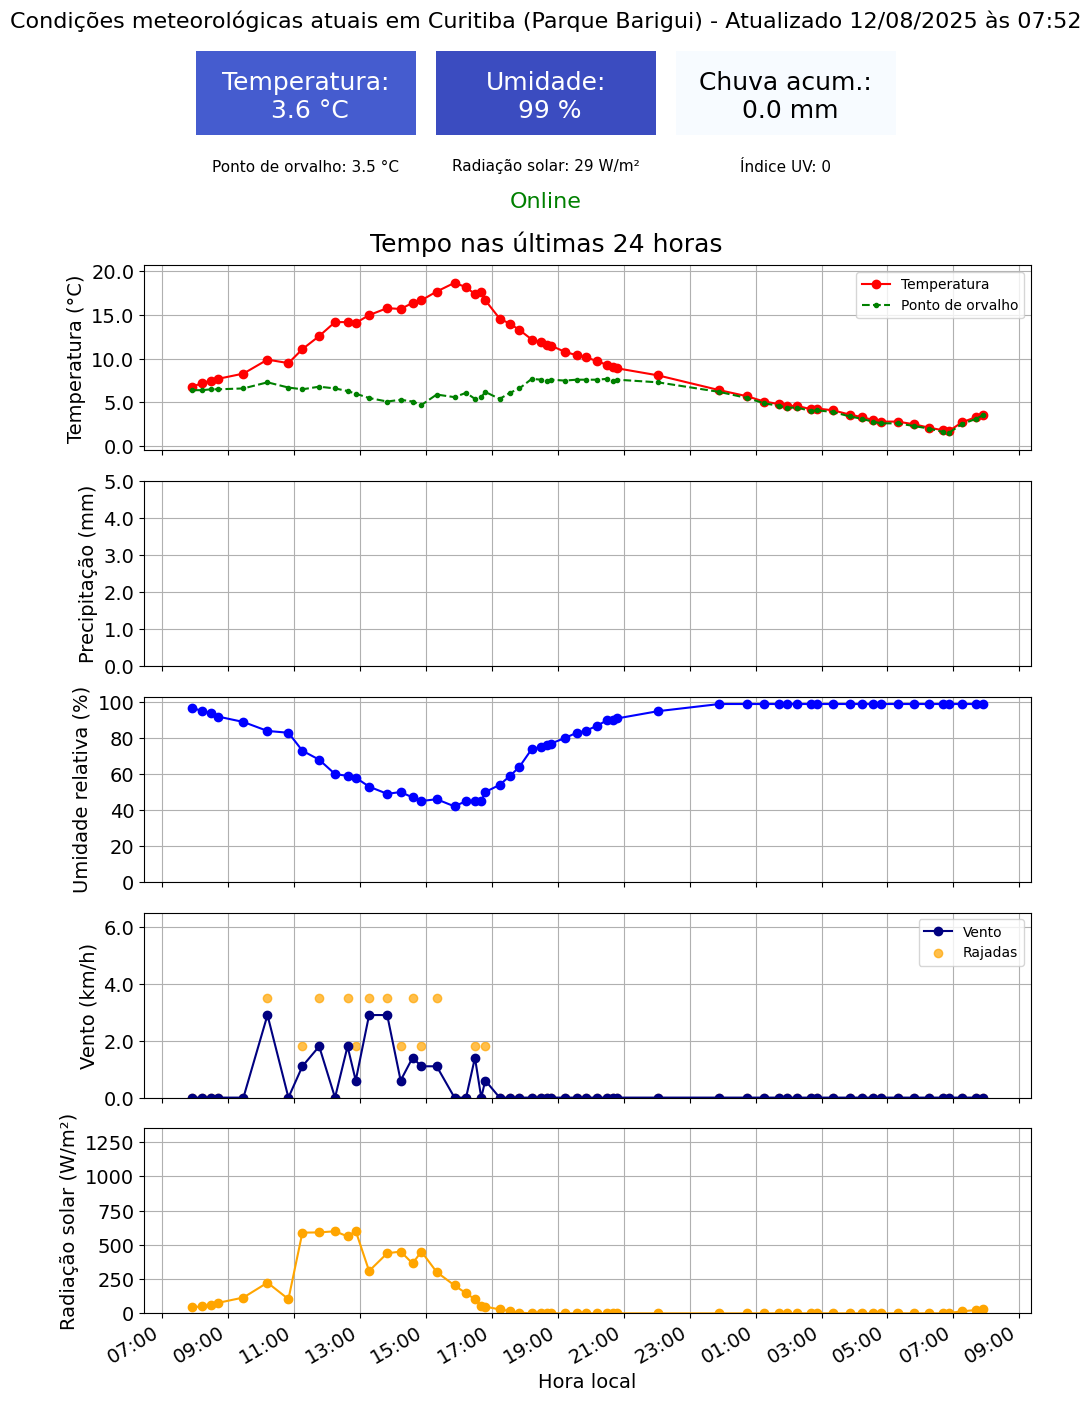 Condições meteorológicas atuais em Curitiba (Parque Barigui) - Atualizado 12/08/2025 às 07:52
Temperatura:
3.6 °C
Umidade:
99 %
Chuva acum.:
0.0 mm
Ponto de orvalho: 3.5 °C
Radiação solar: 29 W/m²
Índice UV: 0
Online
Tempo nas últimas 24 horas
Temperatura (°C)
20.0
15.0
10.0
5.0
0.0
Temperatura
Ponto de orvalho
Precipitação (mm)
5.0
4.0
3.0
2.0
1.0
0.0
Umidade relativa (%)
100
80
60
40
20
0
Vento (km/h)
6.0
4.0
2.0
0.0
Vento
Rajadas
Radiação solar (W/m²)
1250
1000
750
500
250
0
07:00 09:00 11:00 13:00 15:00 17:00 19:00 21:00 23:00 01:00 03:00 05:00 07:00 09:00
Hora local